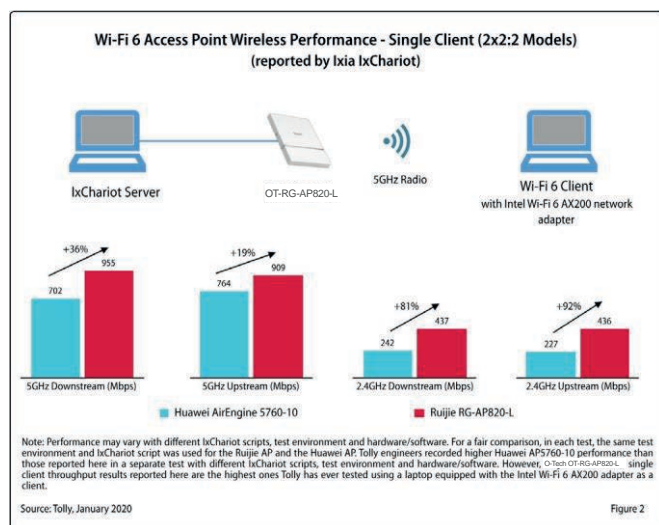 Wi-Fi 6 Access Point Wireless Performance - Single Client (2x2:2 Models)
(reported by Ixia IxChariot)
IxChariot Server
OT-RG-AP820-L
5GHz Radio
Wi-Fi 6 Client
with Intel Wi-Fi 6 AX200 network
adapter
+36%
702
955
5GHz Downstream (Mbps)
+19%
764
909
5GHz Upstream (Mbps)
+81%
242
437
2.4GHz Downstream (Mbps)
+92%
227
436
2.4GHz Upstream (Mbps)
Huawei AirEngine 5760-10
Ruijie RG-AP820-L
Note: Performance may vary with different IxChariot scripts, test environment and hardware/software. For a fair comparison, in each test, the same test
environment and IxChariot script was used for the Ruijie AP and the Huawei AP. Tolly engineers recorded higher Huawei AP5760-10 performance than
those reported here in a separate test with different IxChariot scripts, test environment and hardware/software. However, O-Tech OT-RG-AP820-L single
client throughput results reported here are the highest ones Tolly has ever tested using a laptop equipped with the Intel Wi-Fi 6 AX200 adapter as a
client.
Source: Tolly, January 2020
Figure 2